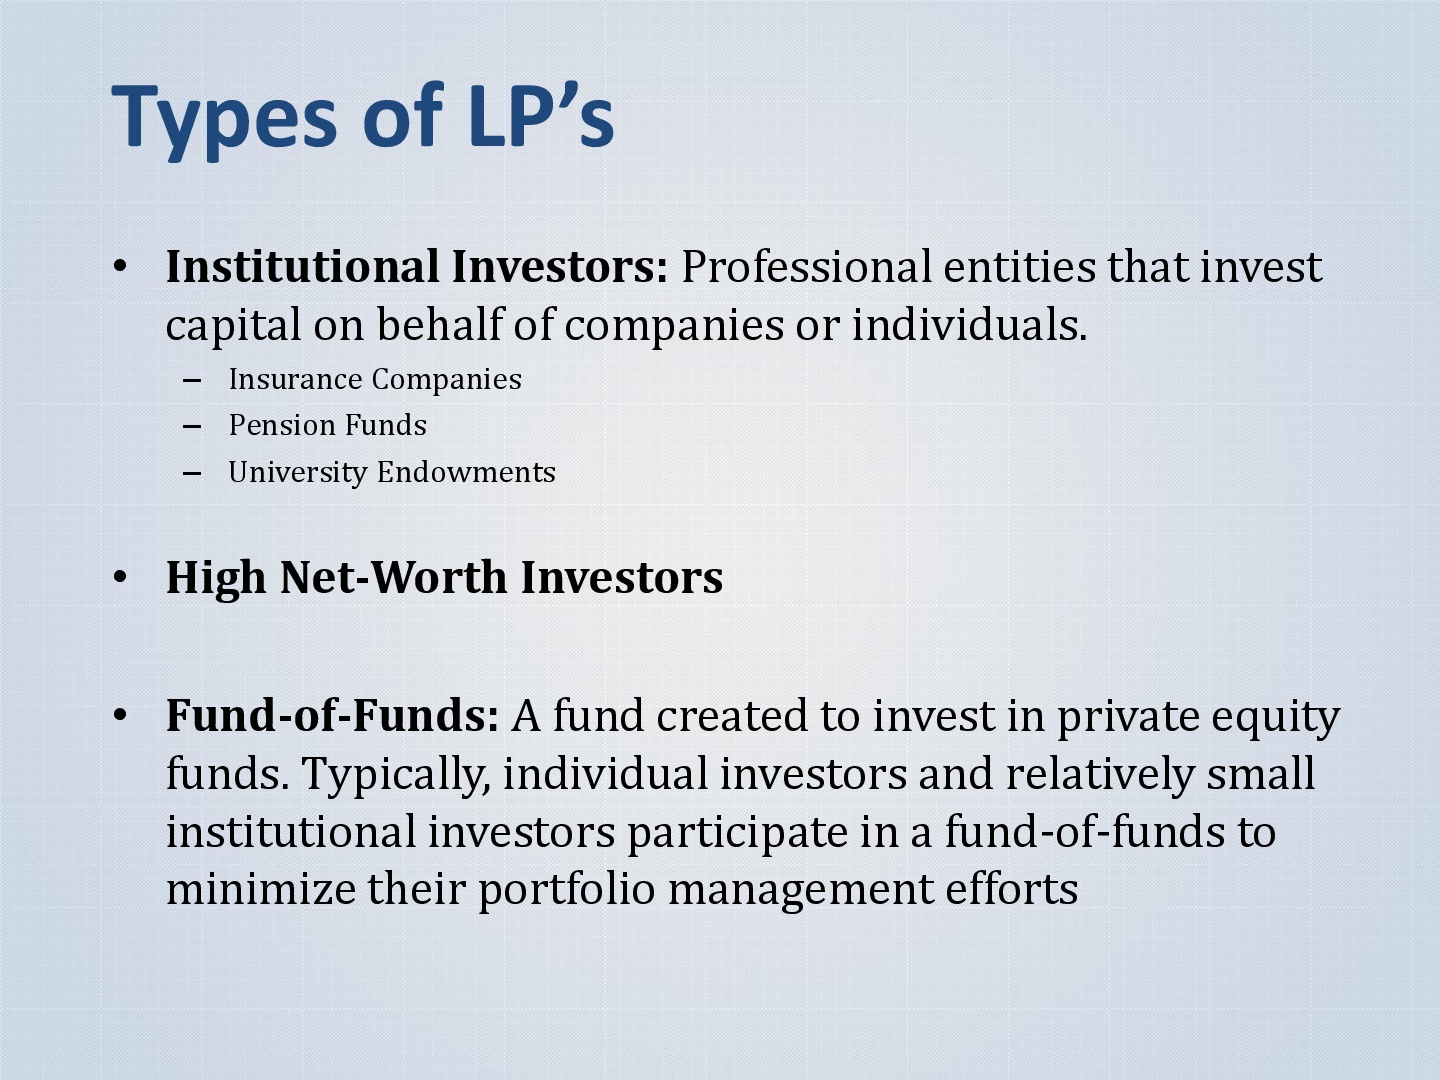 Types of LP’s
• Institutional Investors: Professional entities that invest
capital on behalf of companies or individuals.
– Insurance Companies
– Pension Funds
– University Endowments
• High Net-Worth Investors
• Fund-of-Funds: A fund created to invest in private equity
funds. Typically, individual investors and relatively small
institutional investors participate in a fund-of-funds to
minimize their portfolio management efforts